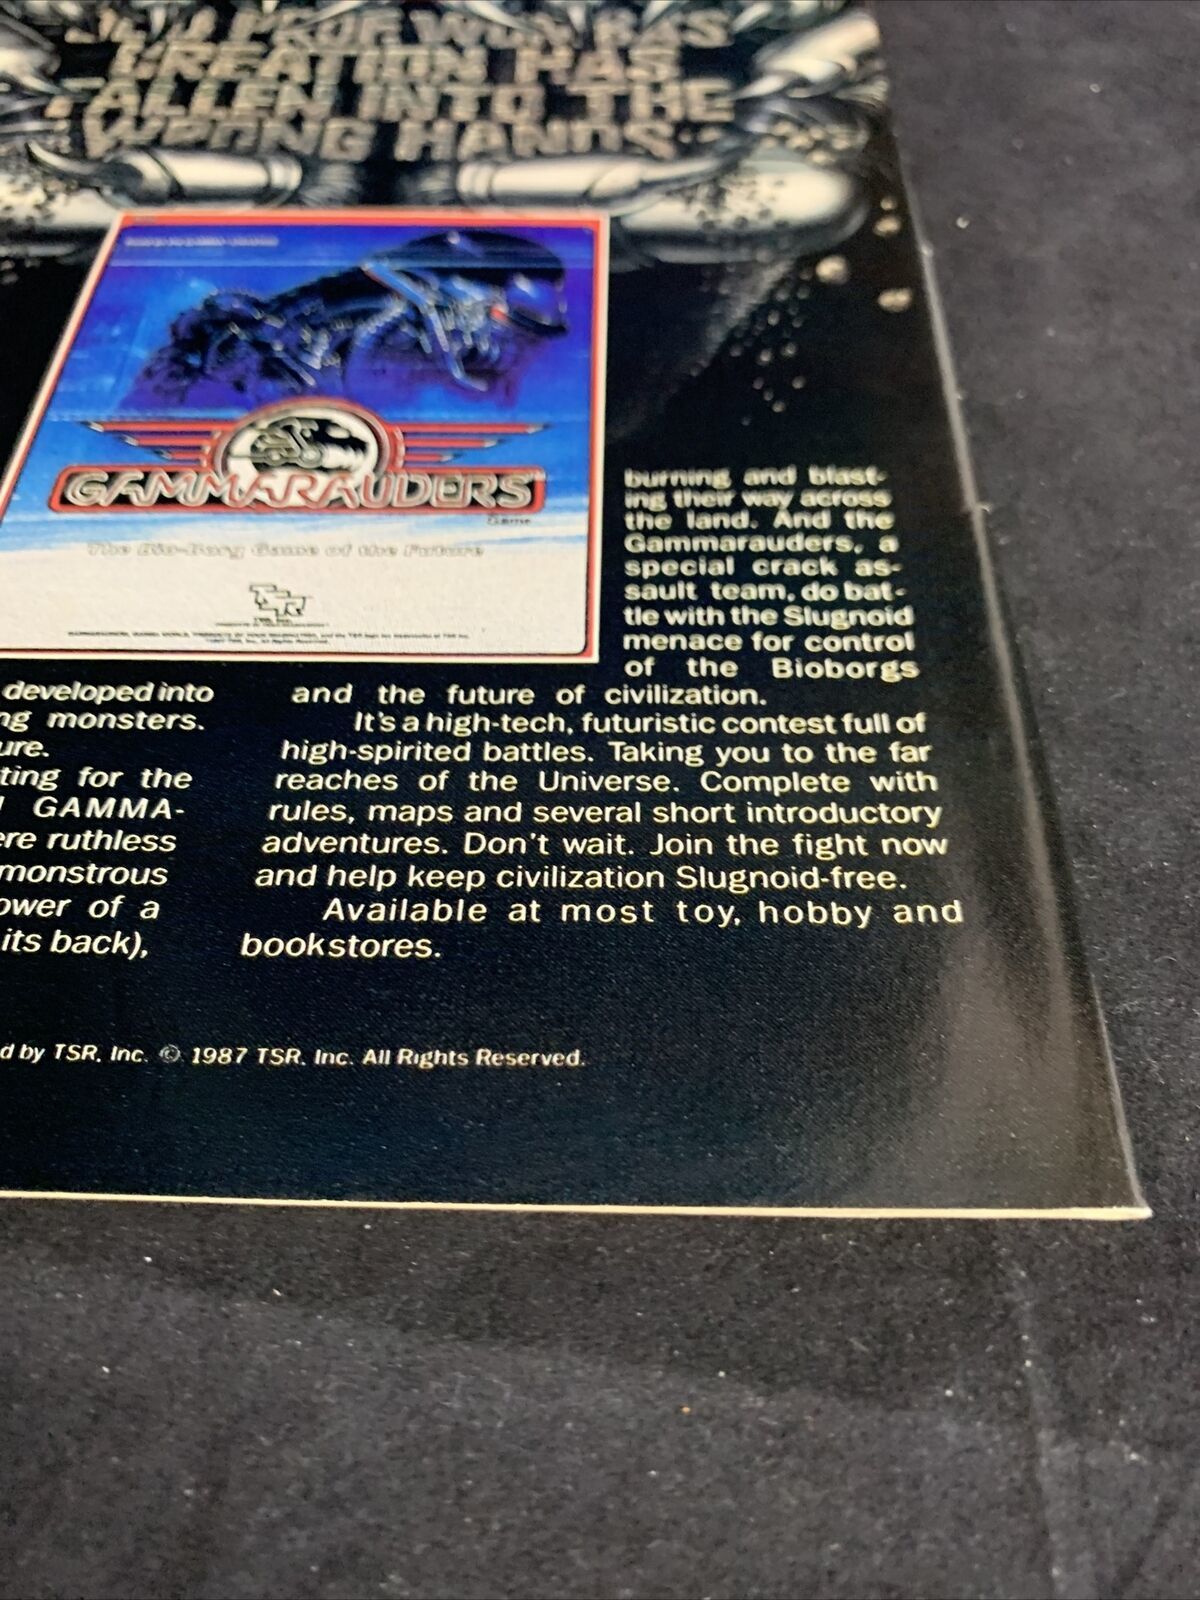 CREATION HAS
FALLEN INTO THE
WRONG HANDS.
GAMMARAUDERS™
Game
The Bio-Borg Game of the Future
TSR, Inc.
developed into
ng monsters.
ure.
ting for the
GAMMA-
ere ruthless
monstrous
ower of a
its back),
burning and blast-
ing their way across
the land. And the
Gammarauders, a
special crack as-
sault team, do bat-
tle with the Slugnoid
menace for control
of the Bioborgs
and the future of civilization.
It's a high-tech, futuristic contest full of
high-spirited battles. Taking you to the far
reaches of the Universe. Complete with
rules, maps and several short introductory
adventures. Don't wait. Join the fight now
and help keep civilization Slugnoid-free.
Available at most toy, hobby and
bookstores.
d by TSR, Inc. © 1987 TSR, Inc. All Rights Reserved.